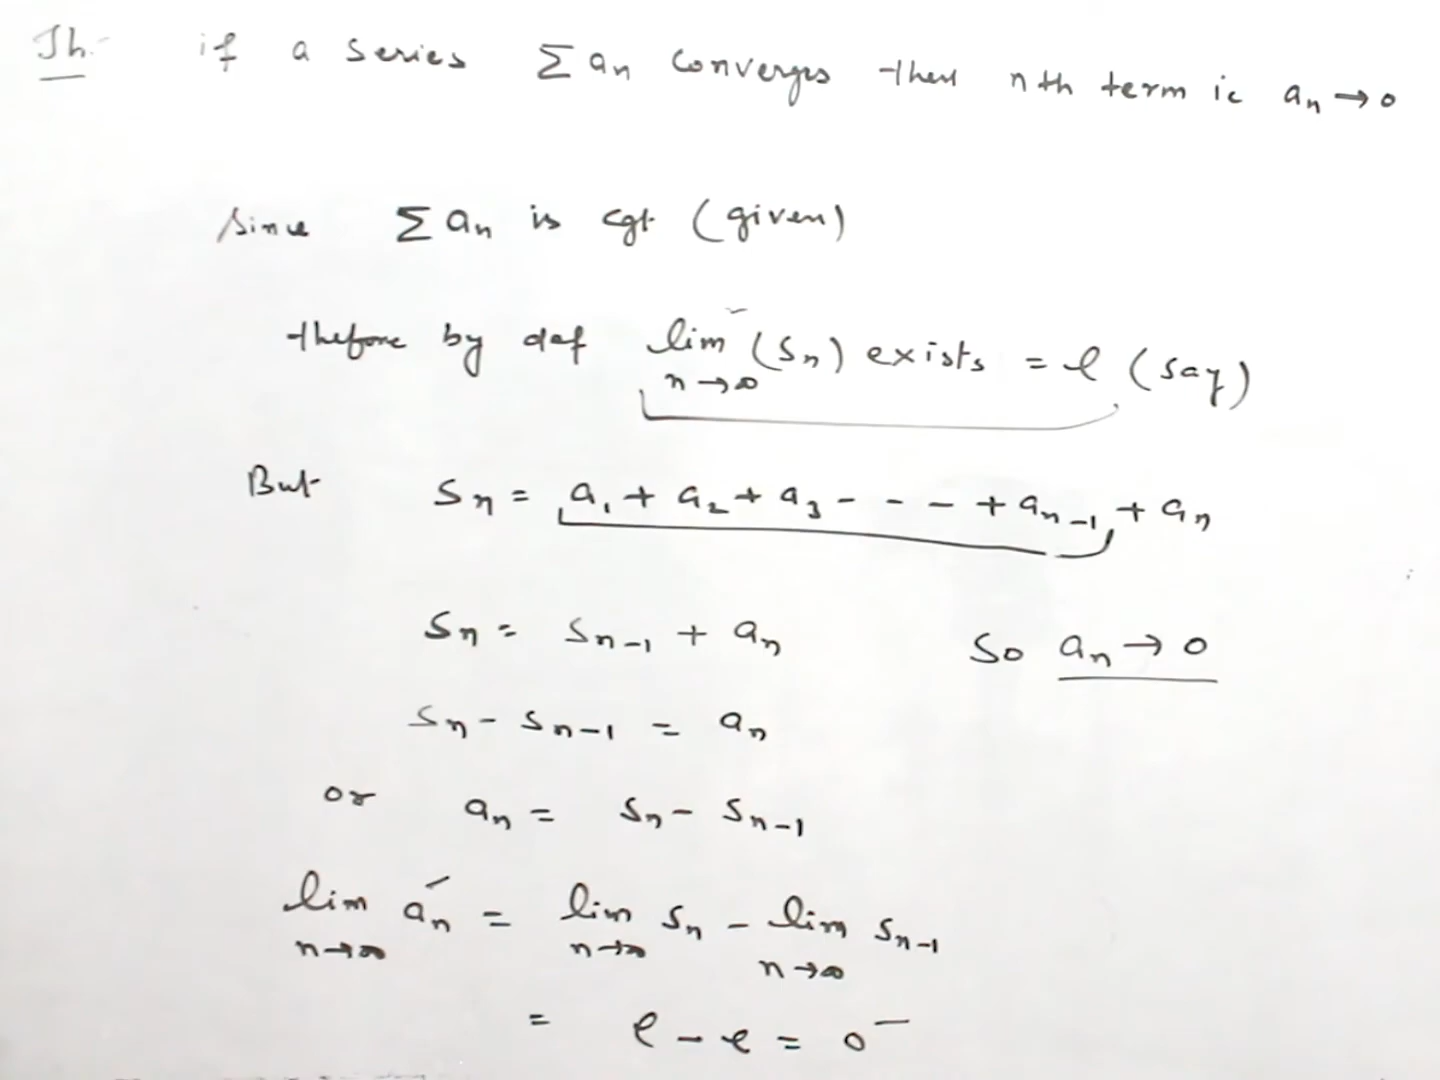 Th. if a series Σ an converges then nth term ie an → 0
since Σ an is cgt (given)
thefore by def lim n→∞ (Sn) exists = l (say)
But Sn = a1 + a2 + a3 - - - + an-1 + an
Sn = Sn-1 + an So an → 0
Sn - Sn-1 = an
or an = Sn - Sn-1
lim n→∞ an = lim n→∞ Sn - lim n→∞ Sn-1
= l - l = 0